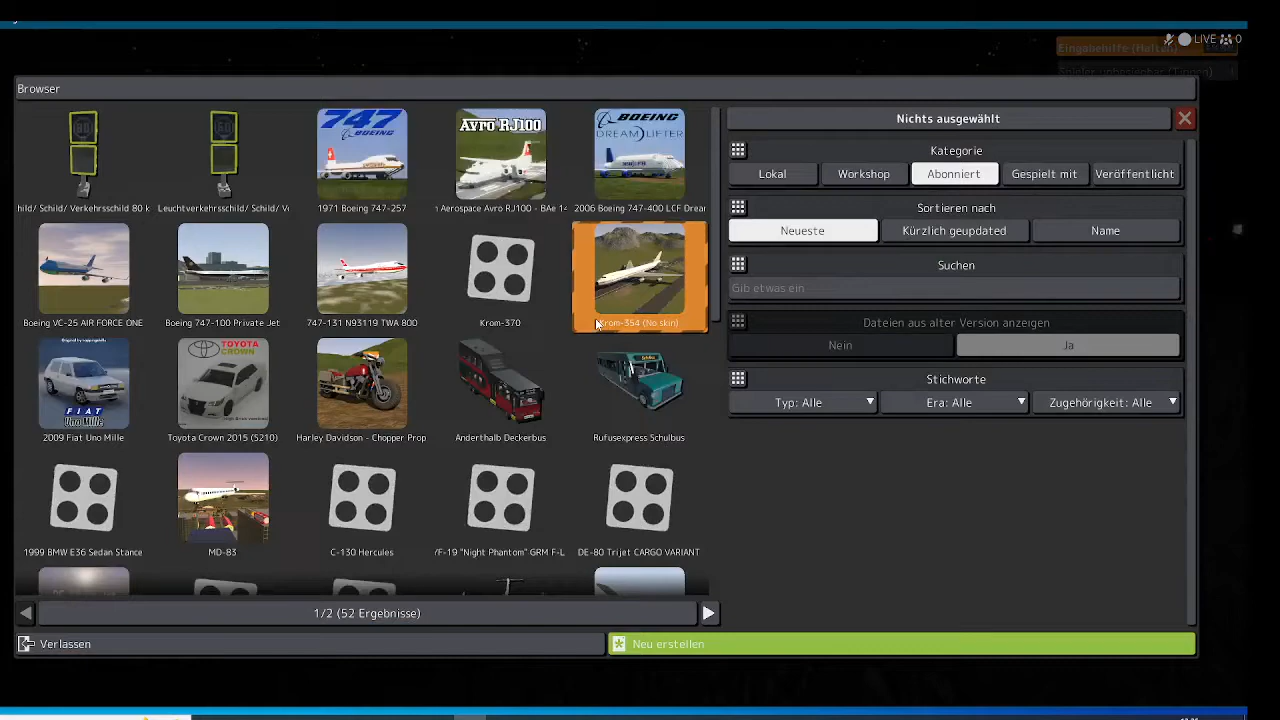 LIVE 0
Eingabehilfe (Halten)
Browser
747
BOEING
AVRO RJ100
BOEING
DREAMLIFTER
hild/ Schild/ Verkehrsschild 80 k
Leuchtverkehrsschild/ Schild/ V
1971 Boeing 747-257
Aerospace Avro RJ100 - BAe 14
2006 Boeing 747-400 LCF Drea
Boeing VC-25 AIR FORCE ONE
Boeing 747-100 Private Jet
747-131 N93119 TWA 800
Krom-370
Krom-354 (No skin)
FIAT
Uno Mille
TOYOTA
CROWN
2009 Fiat Uno Mille
Toyota Crown 2015 (S210)
Harley Davidson - Chopper Prop
Anderthalb Deckerbus
Rufusexpress Schulbus
1999 BMW E36 Sedan Stance
MD-83
C-130 Hercules
/F-19 "Night Phantom" GRM F-L
DE-80 Trijet CARGO VARIANT
1/2 (52 Ergebnisse)
Verlassen
Neu erstellen
Nichts ausgewählt
Kategorie
Lokal
Workshop
Abonniert
Gespielt mit
Veröffentlicht
Sortieren nach
Neueste
Kürzlich geupdated
Name
Suchen
Gib etwas ein
Dateien aus alter Version anzeigen
Nein
Ja
Stichworte
Typ: Alle
Era: Alle
Zugehörigkeit: Alle